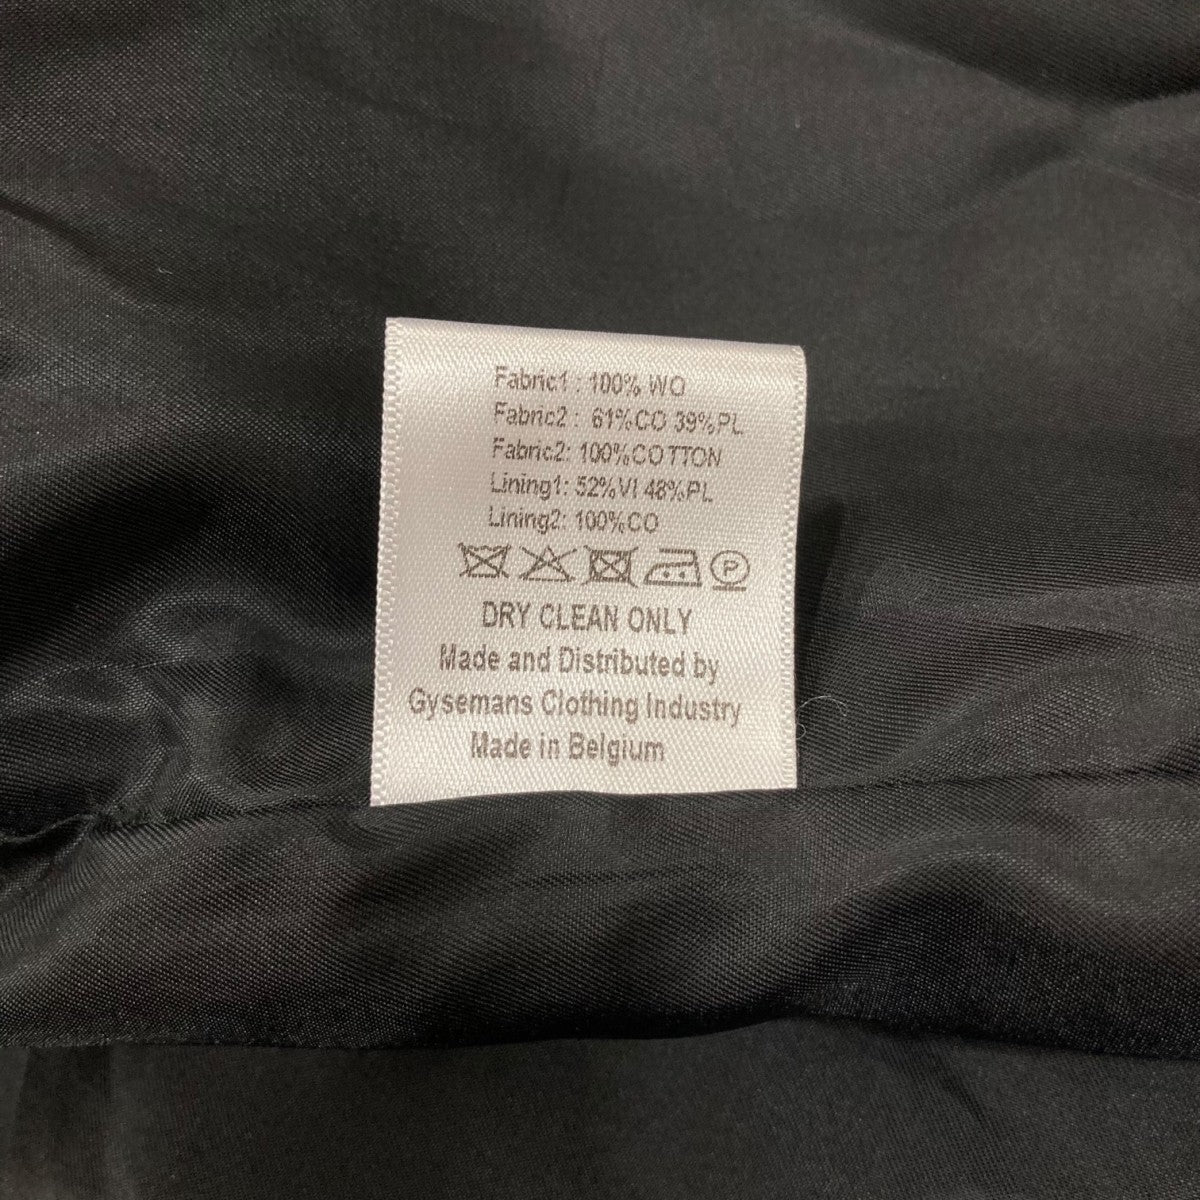 Fabric1 : 100% WO
Fabric2 : 61%CO 39%PL
Fabric2: 100%COTTON
Lining1: 52%VI 48%PL
Lining2: 100%CO
P
DRY CLEAN ONLY
Made and Distributed by
Gysemans Clothing Industry
Made in Belgium